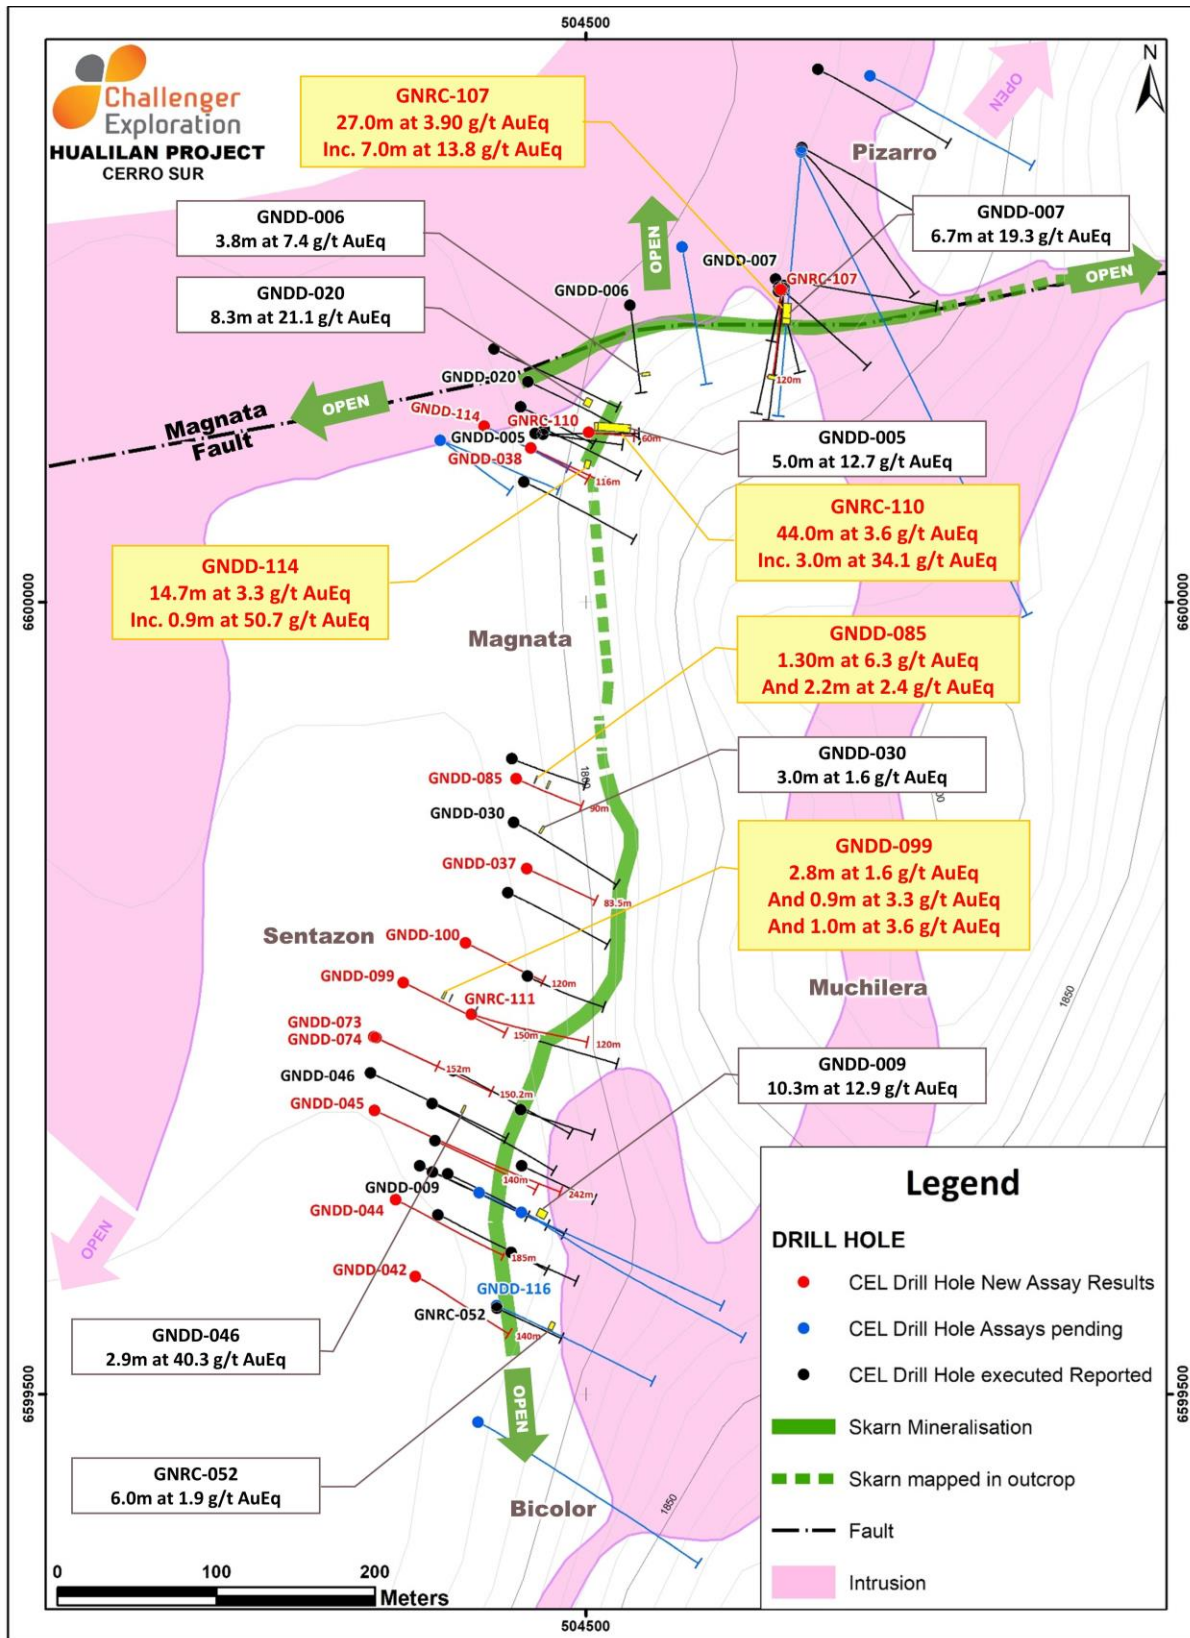 504500
Challenger
Exploration
HUALILAN PROJECT
CERRO SUR
GNRC-107
27.0m at 3.90 g/t AuEq
Inc. 7.0m at 13.8 g/t AuEq
OPEN
N
Pizarro
GNDD-006
3.8m at 7.4 g/t AuEq
GNDD-007
6.7m at 19.3 g/t AuEq
OPEN
GNDD-007
GNRC-107
OPEN
GNDD-020
8.3m at 21.1 g/t AuEq
GNDD-006
120m
GNDD-020
OPEN
Magnata
Fault
GNDD-114
GNRC-110
GNDD-005
60m
GNDD-038
116m
GNDD-005
5.0m at 12.7 g/t AuEq
GNRC-110
44.0m at 3.6 g/t AuEq
Inc. 3.0m at 34.1 g/t AuEq
GNDD-114
14.7m at 3.3 g/t AuEq
Inc. 0.9m at 50.7 g/t AuEq
6600000
6600000
Magnata
GNDD-085
1.30m at 6.3 g/t AuEq
And 2.2m at 2.4 g/t AuEq
GNDD-030
3.0m at 1.6 g/t AuEq
1800
GNDD-085
90m
GNDD-030
GNDD-037
83.5m
GNDD-099
2.8m at 1.6 g/t AuEq
And 0.9m at 3.3 g/t AuEq
And 1.0m at 3.6 g/t AuEq
Sentazon
GNDD-100
120m
GNDD-099
GNRC-111
150m
120m
Muchilera
1850
GNDD-073
GNDD-074
152m
150.2m
GNDD-046
GNDD-045
GNDD-009
10.3m at 12.9 g/t AuEq
140m
242m
GNDD-009
GNDD-044
185m
GNDD-042
GNDD-116
GNRC-052
140m
OPEN
GNDD-046
2.9m at 40.3 g/t AuEq
6599500
6599500
OPEN
GNRC-052
6.0m at 1.9 g/t AuEq
Bicolor
1850
Legend
DRILL HOLE
CEL Drill Hole New Assay Results
CEL Drill Hole Assays pending
CEL Drill Hole executed Reported
Skarn Mineralisation
Skarn mapped in outcrop
Fault
Intrusion
0 100 200
Meters
504500